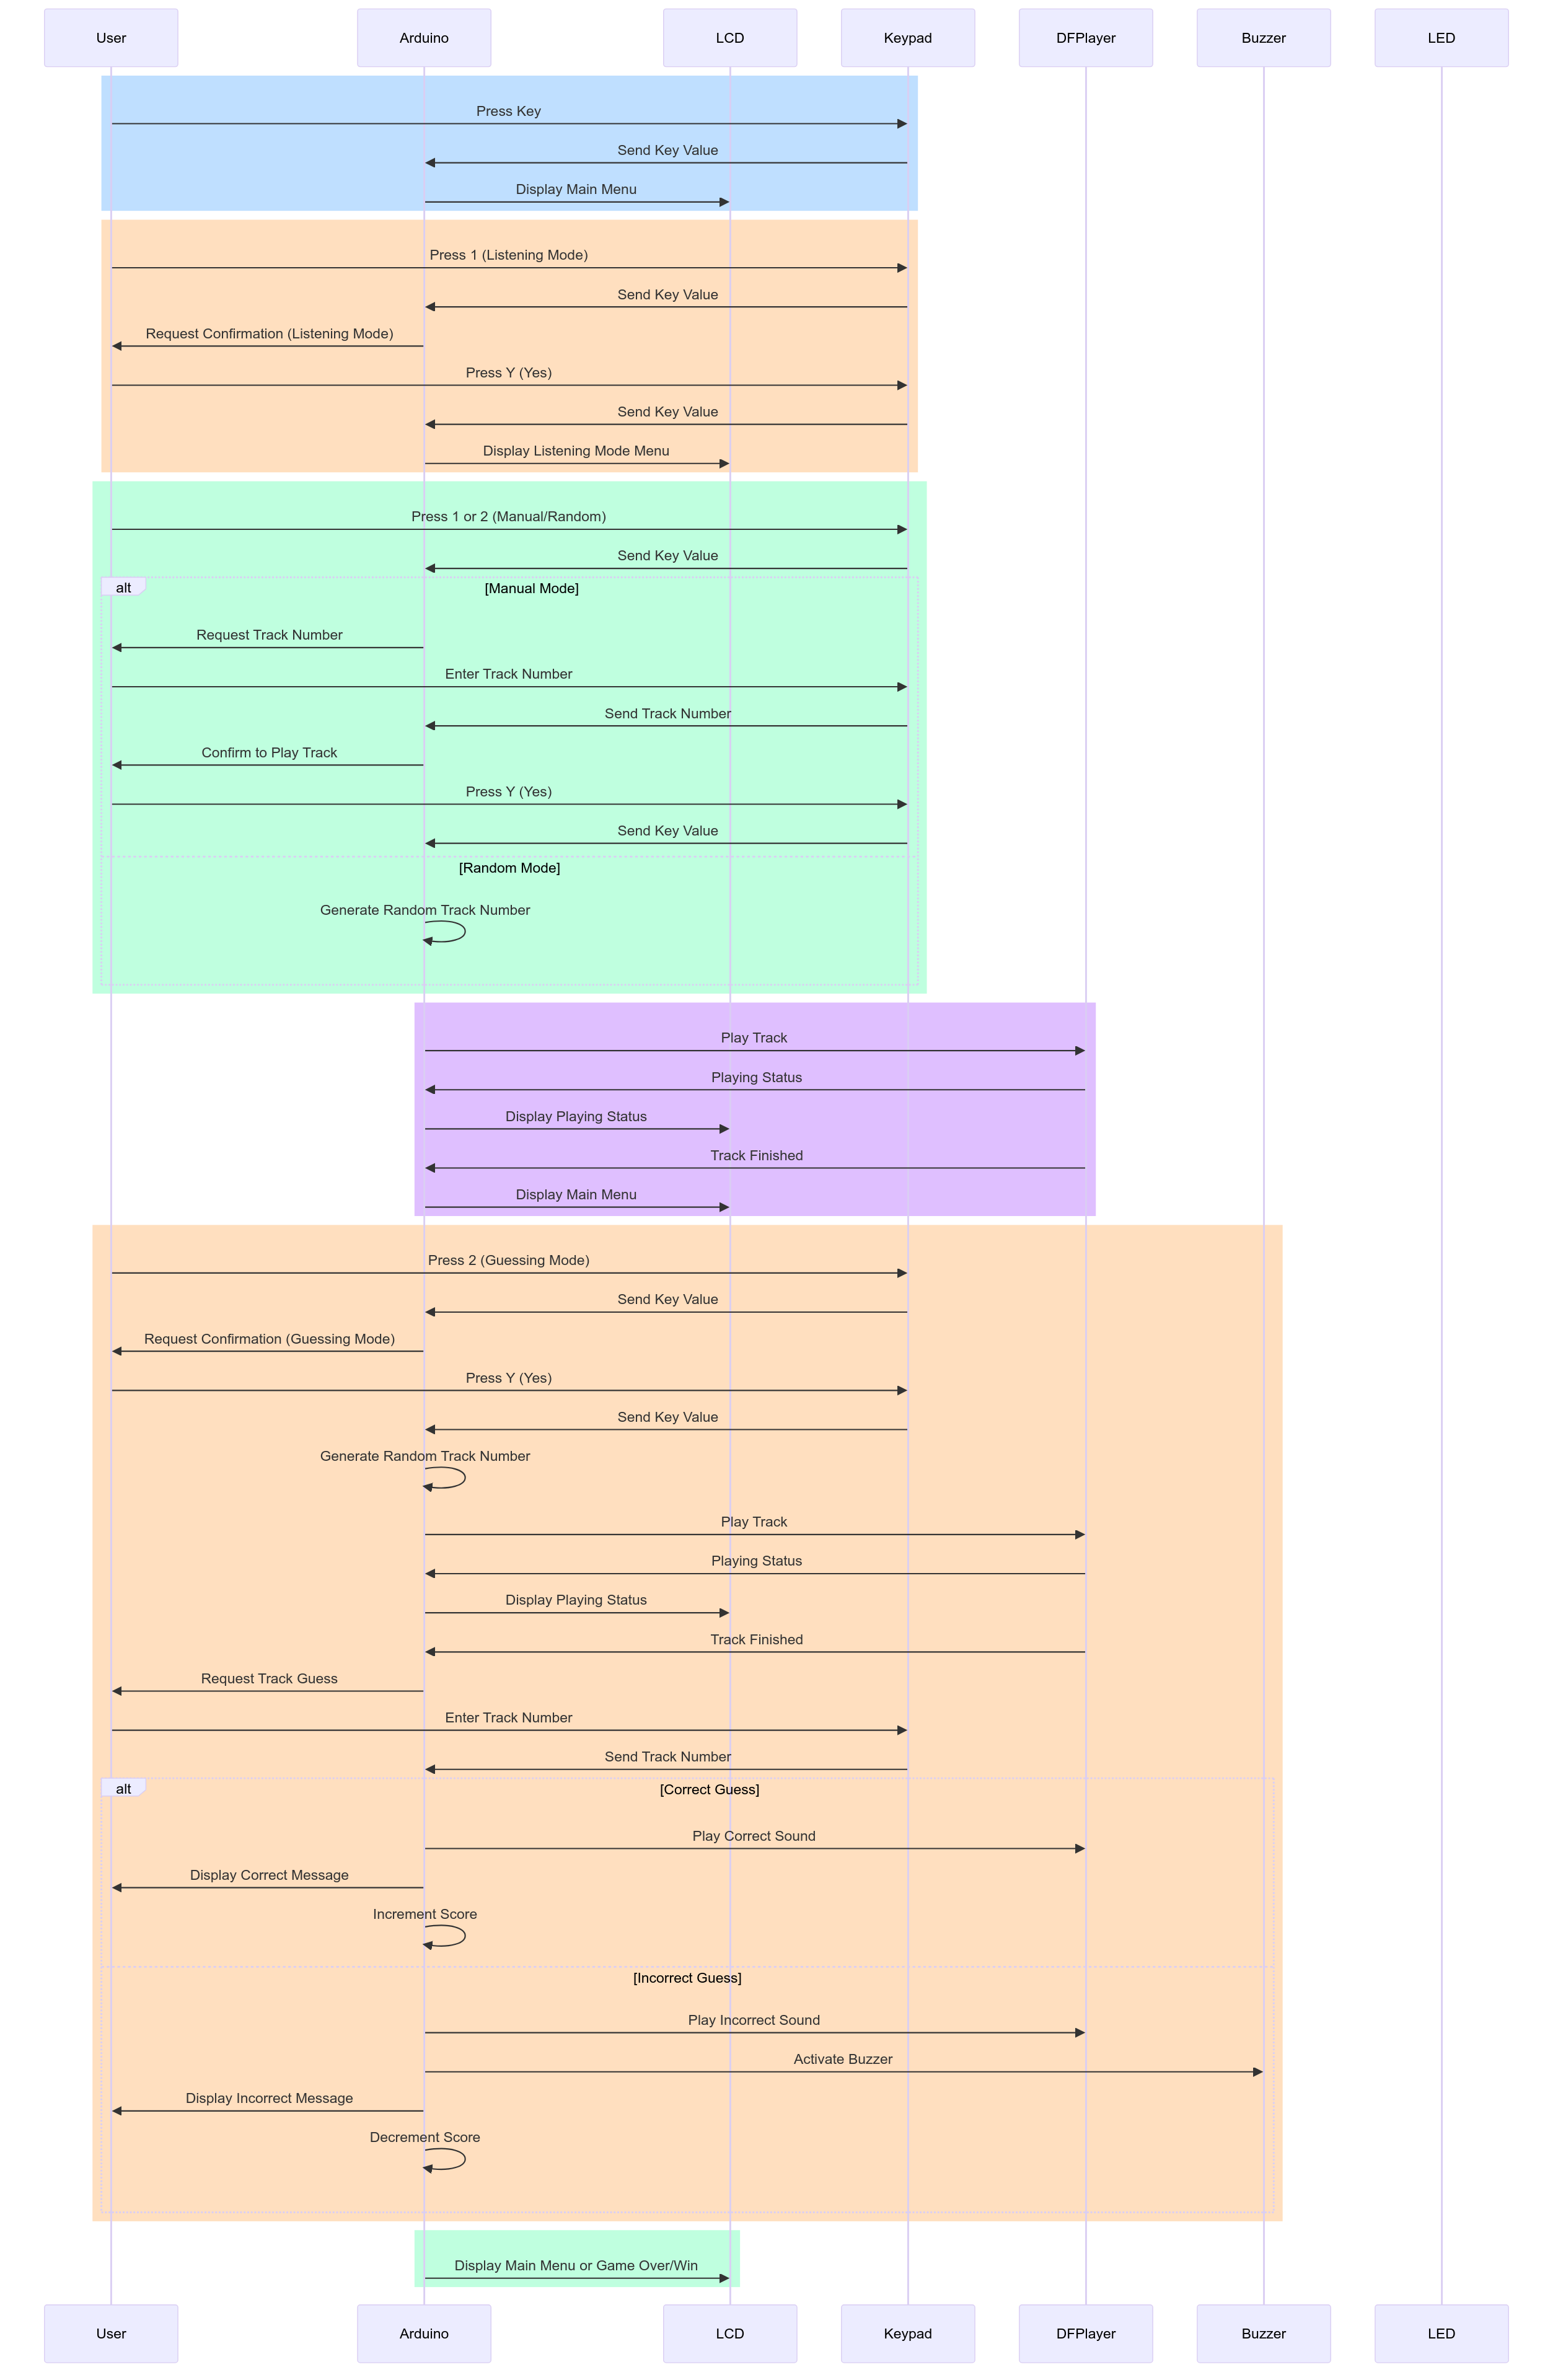 User
Arduino
LCD
Keypad
DFPlayer
Buzzer
LED
Press Key
Send Key Value
Display Main Menu
Press 1 (Listening Mode)
Send Key Value
Request Confirmation (Listening Mode)
Press Y (Yes)
Send Key Value
Display Listening Mode Menu
Press 1 or 2 (Manual/Random)
Send Key Value
alt
[Manual Mode]
Request Track Number
Enter Track Number
Send Track Number
Confirm to Play Track
Press Y (Yes)
Send Key Value
[Random Mode]
Generate Random Track Number
Play Track
Playing Status
Display Playing Status
Track Finished
Display Main Menu
Press 2 (Guessing Mode)
Send Key Value
Request Confirmation (Guessing Mode)
Press Y (Yes)
Send Key Value
Generate Random Track Number
Play Track
Playing Status
Display Playing Status
Track Finished
Request Track Guess
Enter Track Number
Send Track Number
alt
[Correct Guess]
Play Correct Sound
Display Correct Message
Increment Score
[Incorrect Guess]
Play Incorrect Sound
Activate Buzzer
Display Incorrect Message
Decrement Score
Display Main Menu or Game Over/Win
User
Arduino
LCD
Keypad
DFPlayer
Buzzer
LED